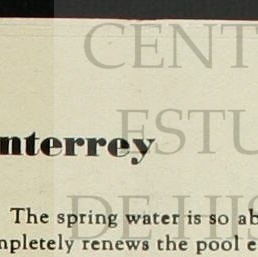 CENT
nterrey
ESTU
The spring water is so ab
DE HIS
mpletely renews the pool e